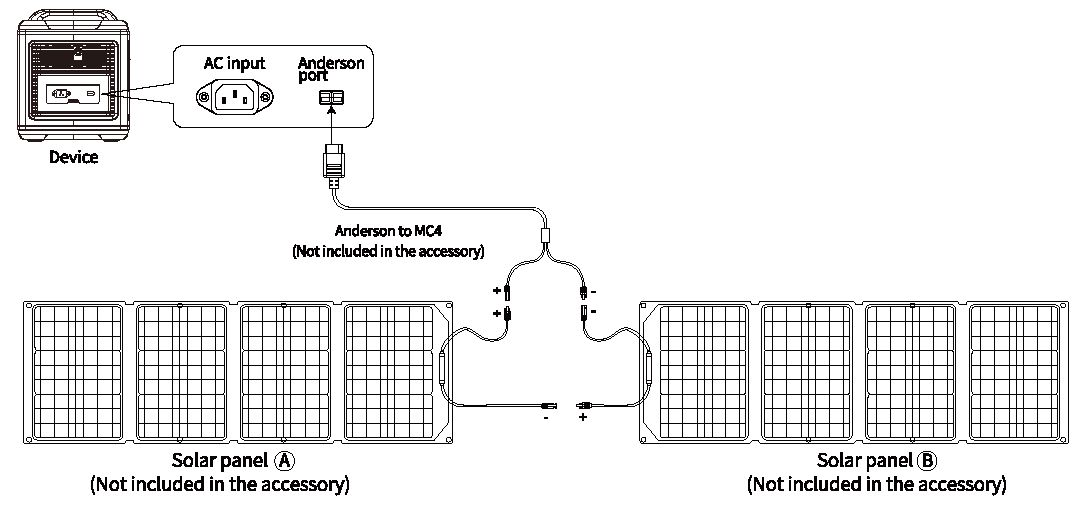 AC input
Anderson
port
Device
Anderson to MC4
(Not included in the accessory)
+ -
+ -
- +
Solar panel Ⓐ
(Not included in the accessory)
Solar panel Ⓑ
(Not included in the accessory)